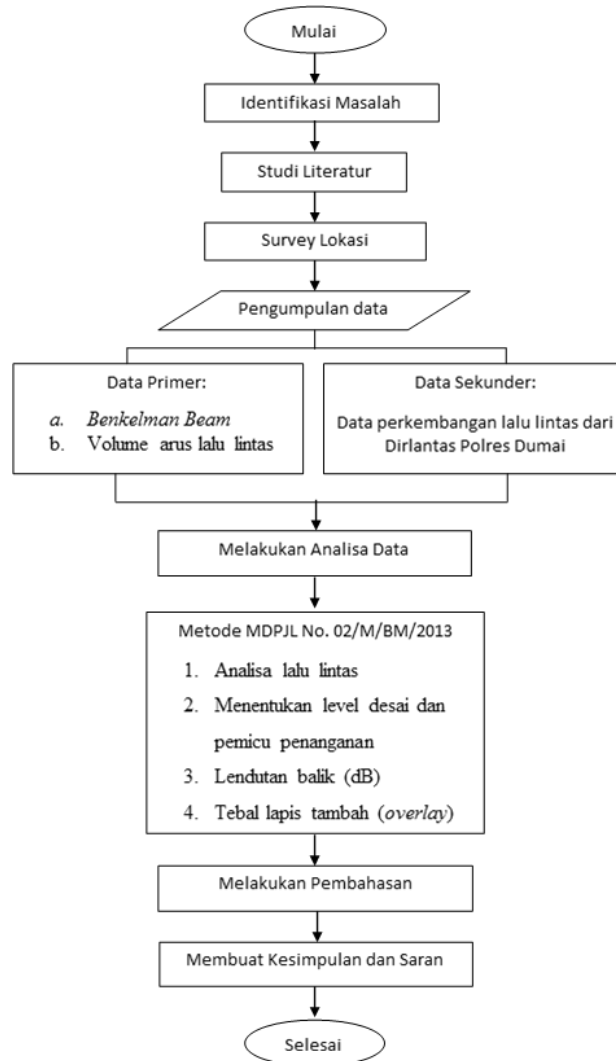 Mulai
Identifikasi Masalah
Studi Literatur
Survey Lokasi
Pengumpulan data
Data Primer:
a. Benkelman Beam
b. Volume arus lalu lintas
Data Sekunder:
Data perkembangan lalu lintas dari
Dirlantas Polres Dumai
Melakukan Analisa Data
Metode MDPJL No. 02/M/BM/2013
1. Analisa lalu lintas
2. Menentukan level desai dan
pemicu penanganan
3. Lendutan balik (dB)
4. Tebal lapis tambah (overlay)
Melakukan Pembahasan
Membuat Kesimpulan dan Saran
Selesai